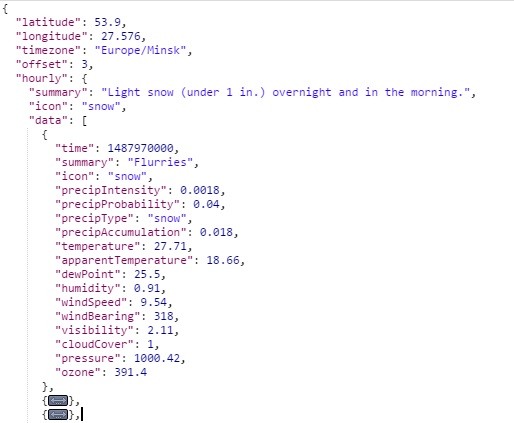 {
"latitude": 53.9,
"longitude": 27.576,
"timezone": "Europe/Minsk",
"offset": 3,
"hourly": {
"summary": "Light snow (under 1 in.) overnight and in the morning.",
"icon": "snow",
"data": [
{
"time": 1487970000,
"summary": "Flurries",
"icon": "snow",
"precipIntensity": 0.0018,
"precipProbability": 0.04,
"precipType": "snow",
"precipAccumulation": 0.018,
"temperature": 27.71,
"apparentTemperature": 18.66,
"dewPoint": 25.5,
"humidity": 0.91,
"windSpeed": 9.54,
"windBearing": 318,
"visibility": 2.11,
"cloudCover": 1,
"pressure": 1000.42,
"ozone": 391.4
},
{},
{},